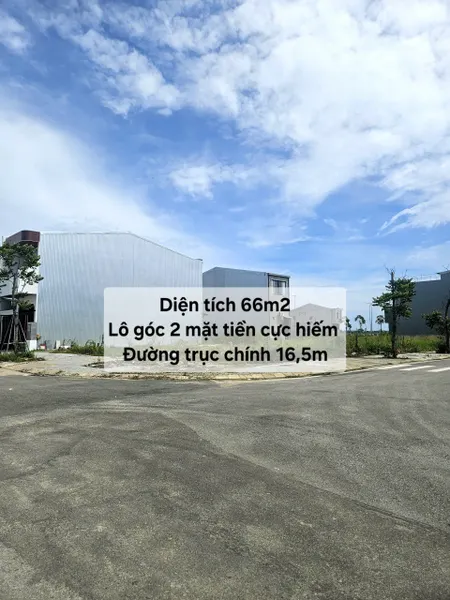 Diện tích 66m2
Lô góc 2 mặt tiền cực hiếm
Đường trục chính 16,5m